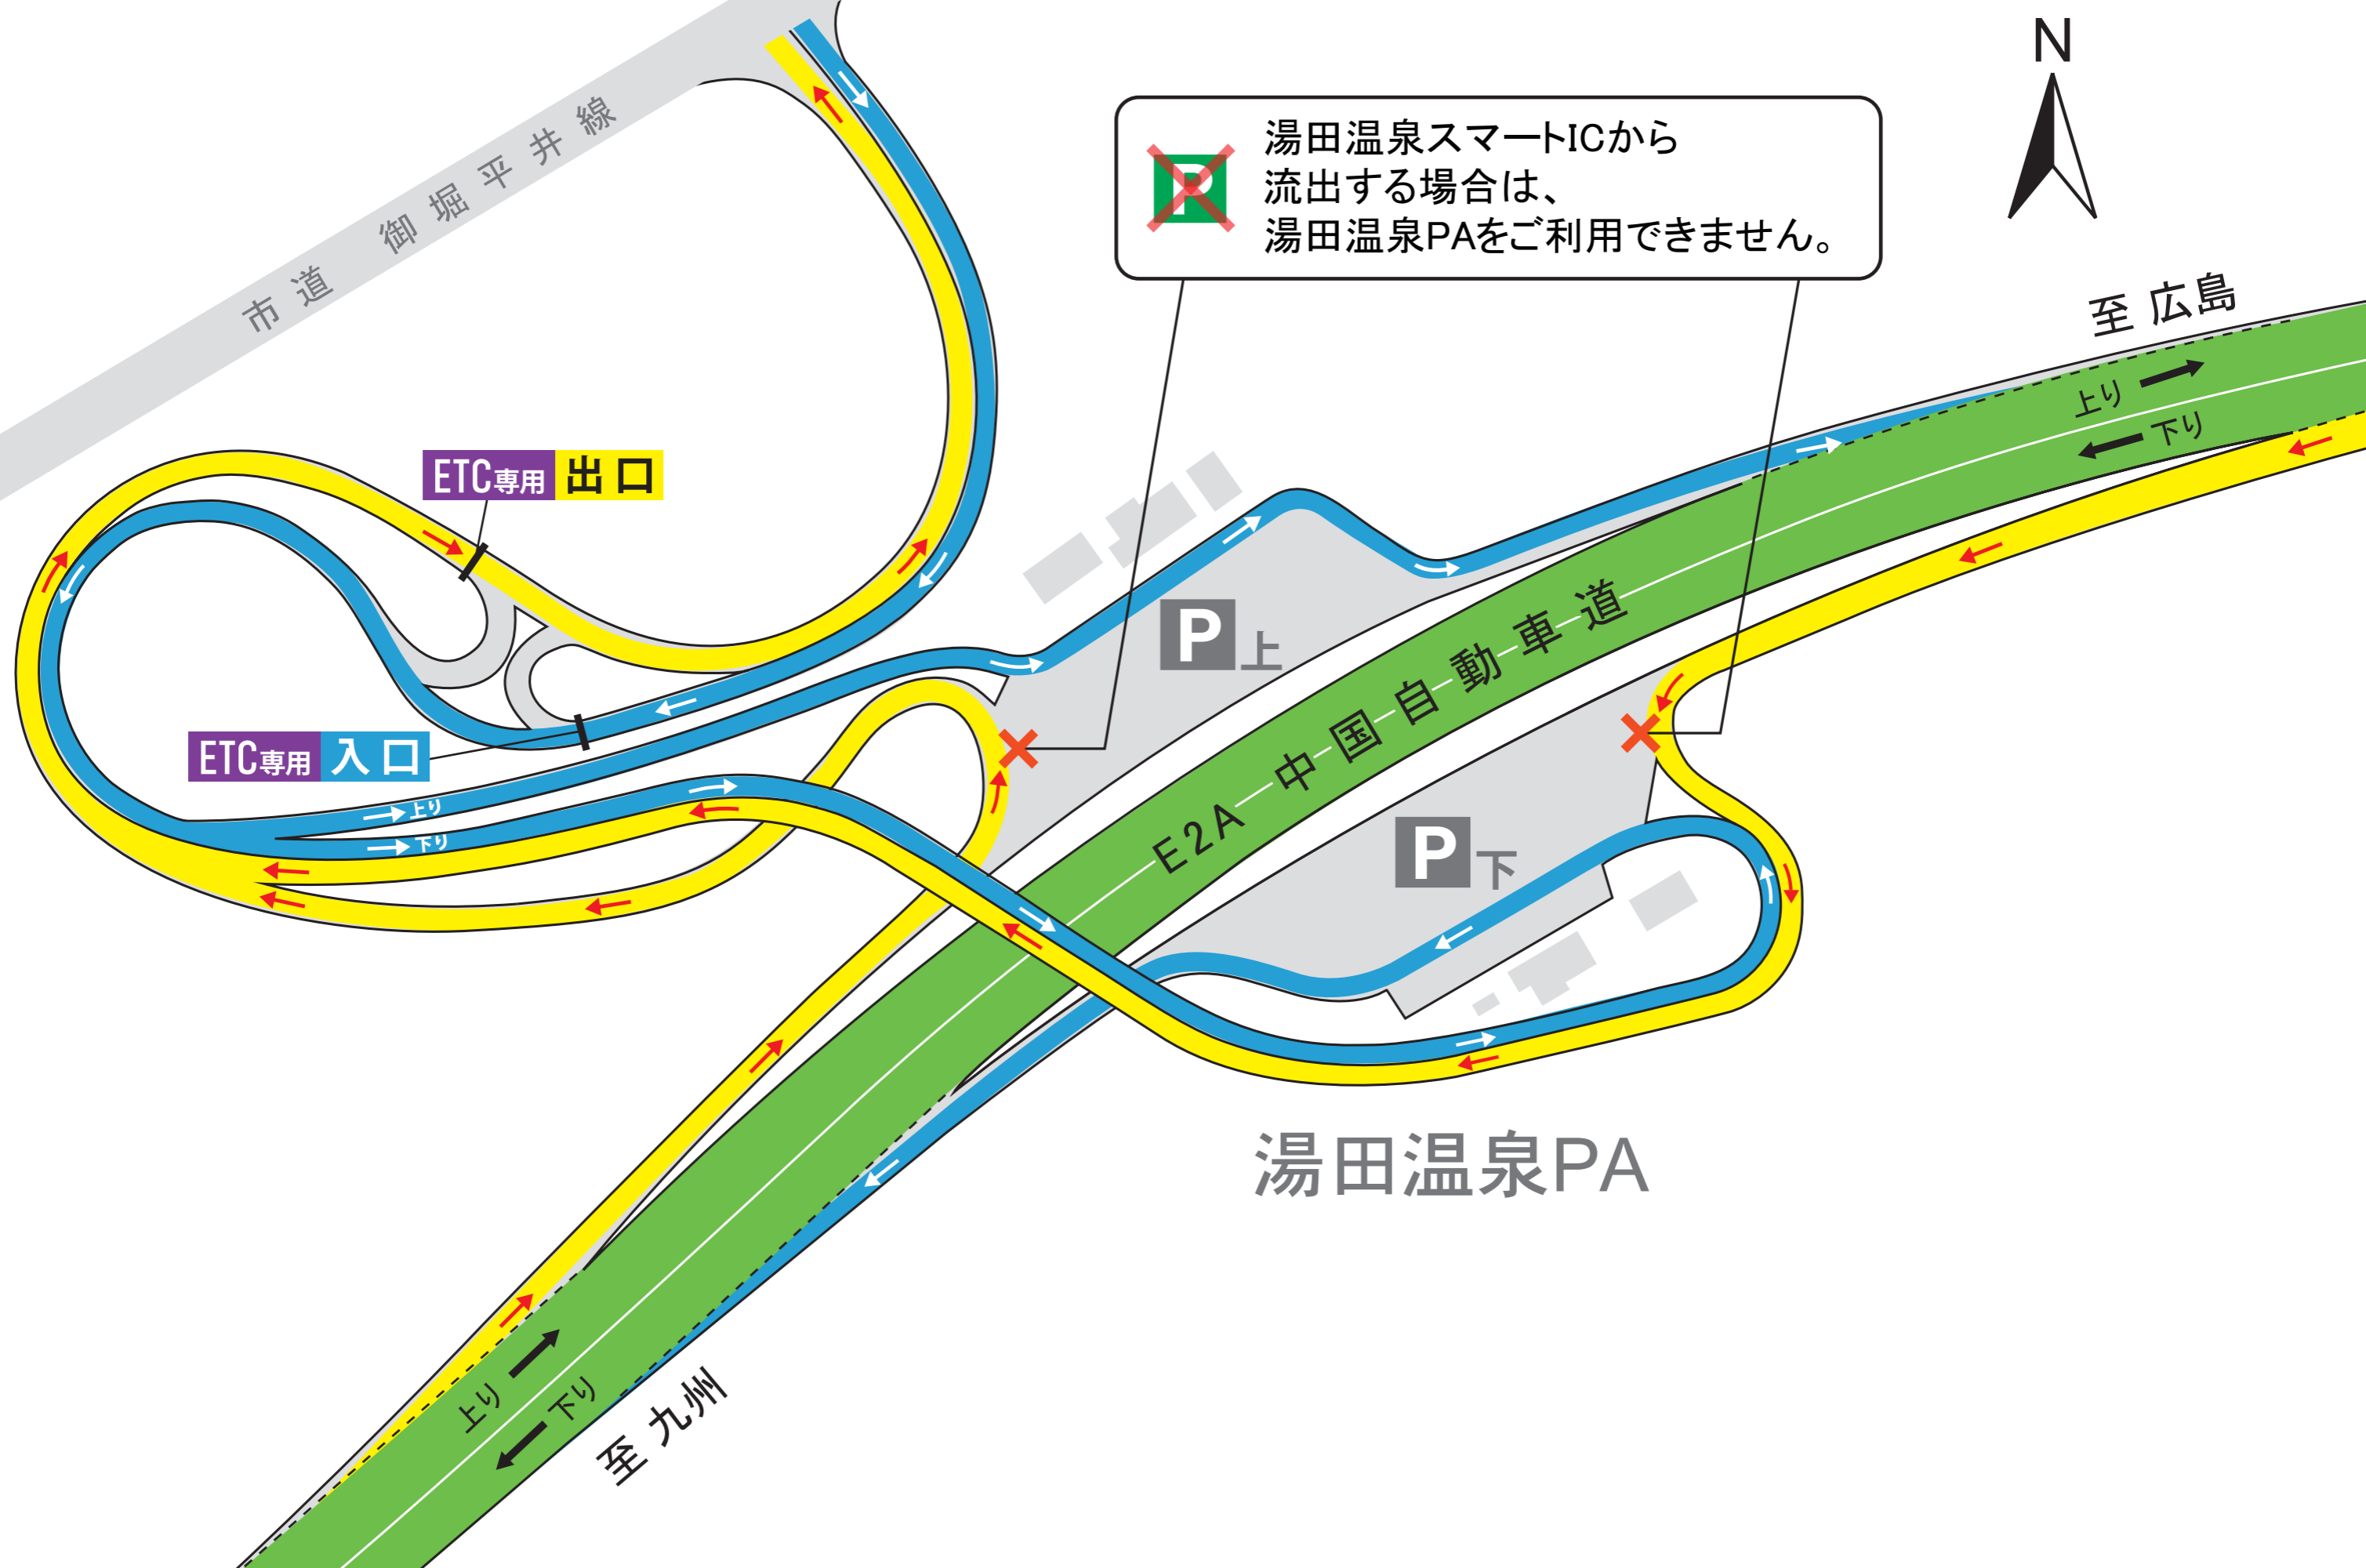 N
P
湯田温泉スマートICから
流出する場合は、
湯田温泉PAをご利用できません。
市道 御堀平井線
至広島
上り
下り
ETC専用 出口
P上
E2A 中国自動車道
ETC専用 入口
上り
下り
P下
湯田温泉PA
上り
下り
至九州